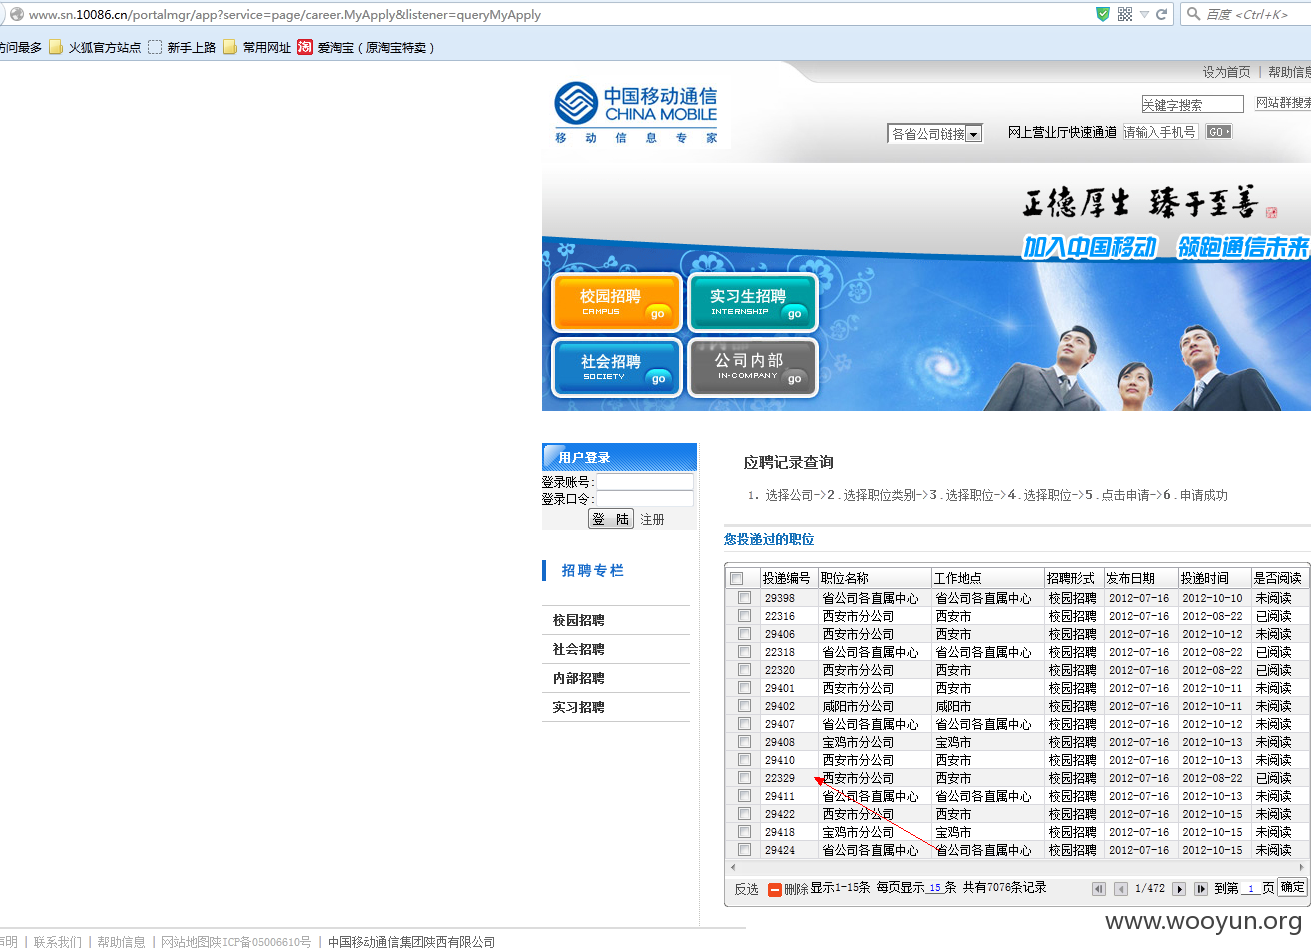 www.sn.10086.cn/portalmgr/app?service=page/career.MyApply&listener=queryMyApply
百度 <Ctrl+K>
访问最多 火狐官方站点 新手上路 常用网址 淘 爱淘宝（原淘宝特卖）
设为首页 | 帮助信息
中国移动通信
CHINA MOBILE
移动信息专家
关键字搜索 网站群搜索
各省公司链接 网上营业厅快速通道 请输入手机号 GO
正德厚生 臻于至善
加入中国移动 领跑通信未来
校园招聘
CAMPUS
go
实习生招聘
INTERNSHIP
go
社会招聘
SOCIETY
go
公司内部
IN-COMPANY
go
用户登录
登录账号:
登录口令:
登 陆 注册
招聘专栏
校园招聘
社会招聘
内部招聘
实习招聘
应聘记录查询
1. 选择公司->2.选择职位类别->3.选择职位->4.选择职位->5.点击申请->6.申请成功
您投递过的职位
投递编号 职位名称 工作地点 招聘形式 发布日期 投递时间 是否阅读
29398 省公司各直属中心 省公司各直属中心 校园招聘 2012-07-16 2012-10-10 未阅读
22316 西安市分公司 西安市 校园招聘 2012-07-16 2012-08-22 已阅读
29406 西安市分公司 西安市 校园招聘 2012-07-16 2012-10-12 未阅读
22318 省公司各直属中心 省公司各直属中心 校园招聘 2012-07-16 2012-08-22 已阅读
22320 西安市分公司 西安市 校园招聘 2012-07-16 2012-08-22 已阅读
29401 西安市分公司 西安市 校园招聘 2012-07-16 2012-10-11 未阅读
29402 咸阳市分公司 咸阳市 校园招聘 2012-07-16 2012-10-11 未阅读
29407 省公司各直属中心 省公司各直属中心 校园招聘 2012-07-16 2012-10-12 未阅读
29408 宝鸡市分公司 宝鸡市 校园招聘 2012-07-16 2012-10-13 未阅读
29410 西安市分公司 西安市 校园招聘 2012-07-16 2012-10-13 未阅读
22329 西安市分公司 西安市 校园招聘 2012-07-16 2012-08-22 已阅读
29411 省公司各直属中心 省公司各直属中心 校园招聘 2012-07-16 2012-10-13 未阅读
29422 西安市分公司 西安市 校园招聘 2012-07-16 2012-10-15 未阅读
29418 宝鸡市分公司 宝鸡市 校园招聘 2012-07-16 2012-10-15 未阅读
29424 省公司各直属中心 省公司各直属中心 校园招聘 2012-07-16 2012-10-15 未阅读
反选 删除 显示1-15条 每页显示 15 条 共有7076条记录 1/472 到第 1 页 确定
www.wooyun.org
声明 | 联系我们 | 帮助信息 | 网站地图陕ICP备05006610号 | 中国移动通信集团陕西有限公司